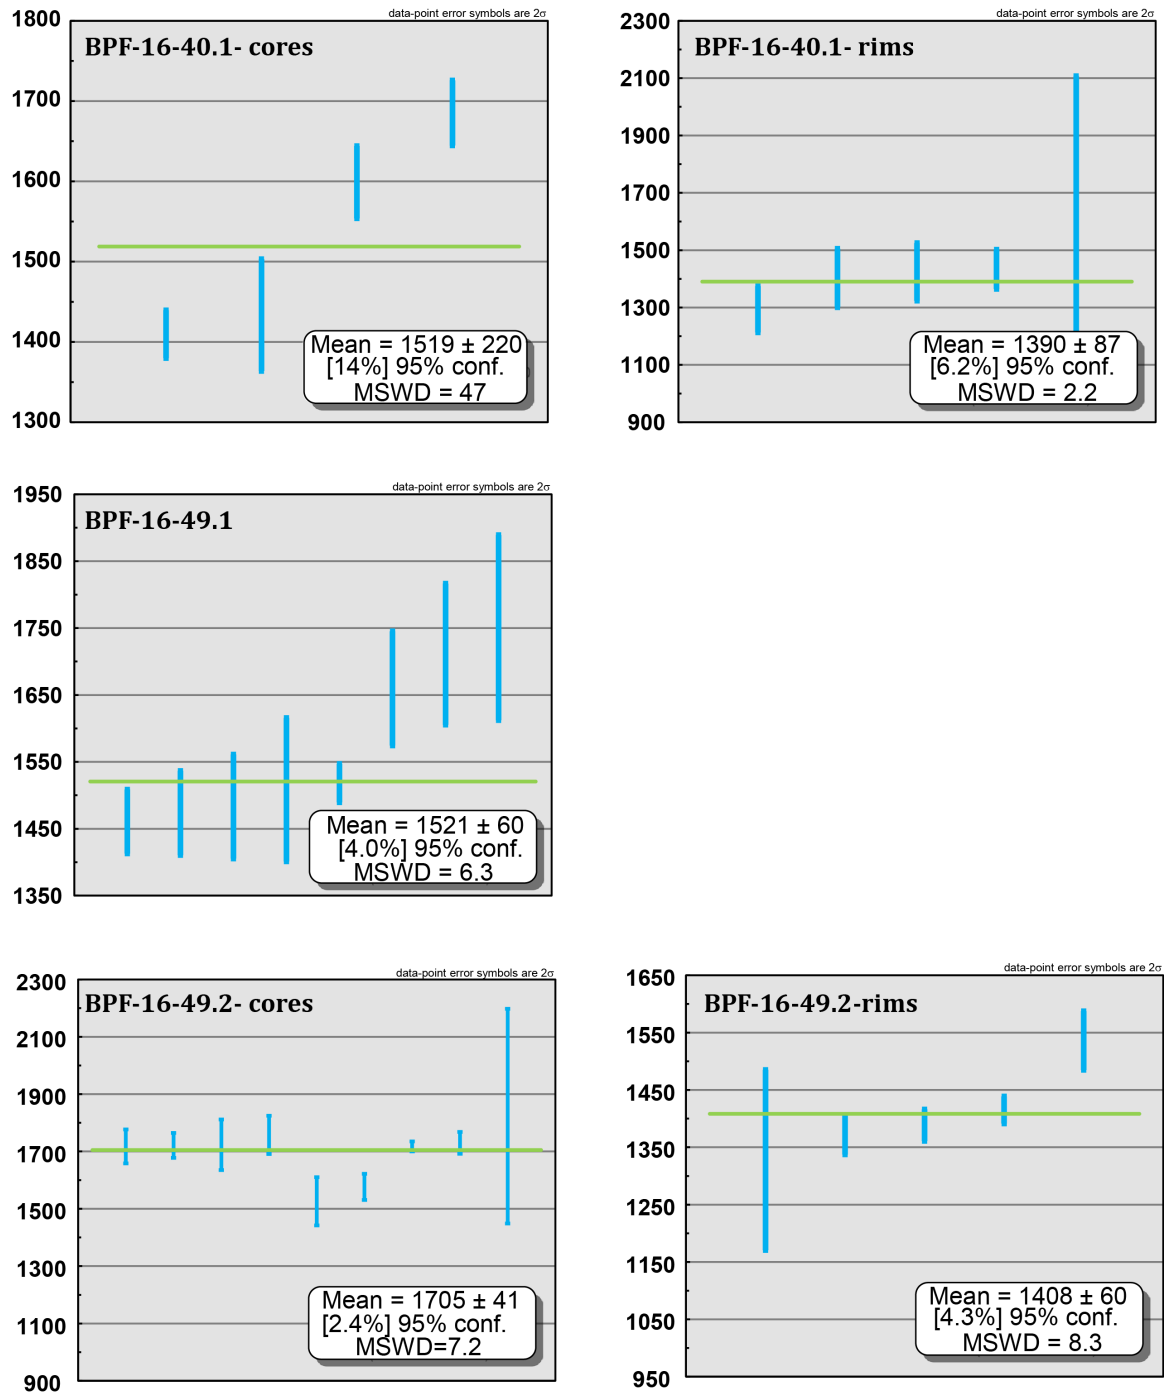 data-point error symbols are 2σ
BPF-16-40.1- cores
1800
1700
1600
1500
1400
1300
Mean = 1519 ± 220
[14%] 95% conf.
MSWD = 47
data-point error symbols are 2σ
BPF-16-40.1- rims
2300
2100
1900
1700
1500
1300
1100
900
Mean = 1390 ± 87
[6.2%] 95% conf.
MSWD = 2.2
data-point error symbols are 2σ
BPF-16-49.1
1950
1850
1750
1650
1550
1450
1350
Mean = 1521 ± 60
[4.0%] 95% conf.
MSWD = 6.3
data-point error symbols are 2σ
BPF-16-49.2- cores
2300
2100
1900
1700
1500
1300
1100
900
Mean = 1705 ± 41
[2.4%] 95% conf.
MSWD=7.2
data-point error symbols are 2σ
BPF-16-49.2-rims
1650
1550
1450
1350
1250
1150
1050
950
Mean = 1408 ± 60
[4.3%] 95% conf.
MSWD = 8.3